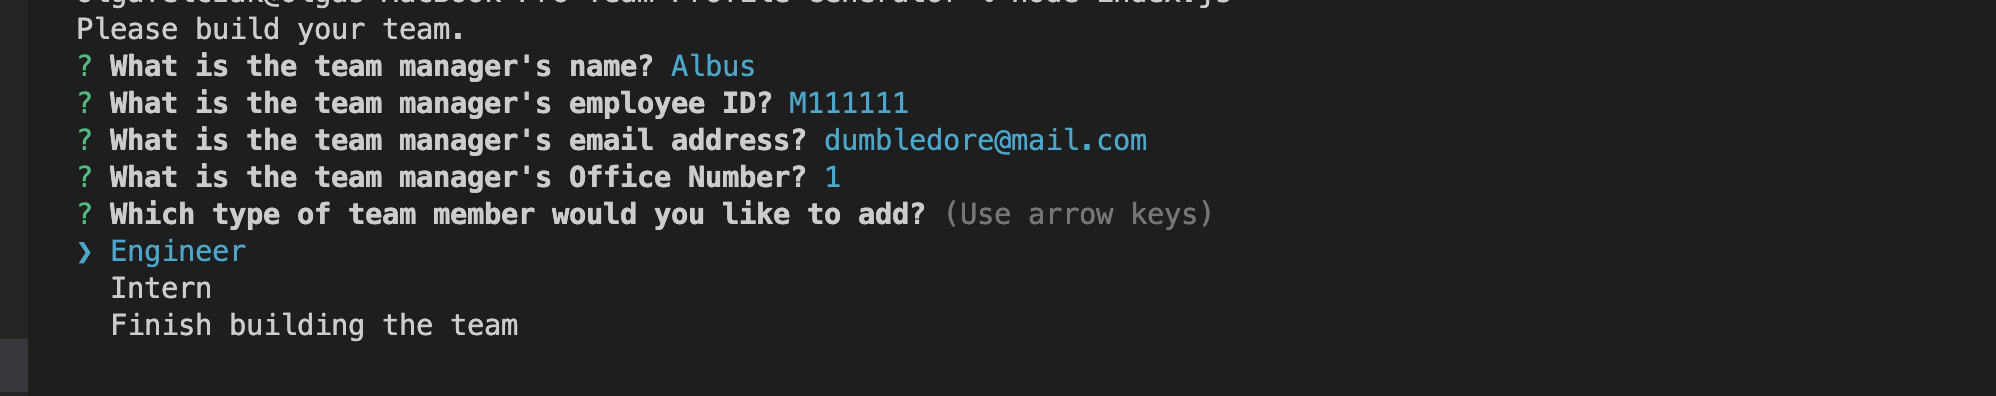 Please build your team.
? What is the team manager's name? Albus
? What is the team manager's employee ID? M111111
? What is the team manager's email address? dumbledore@mail.com
? What is the team manager's Office Number? 1
? Which type of team member would you like to add? (Use arrow keys)
❯ Engineer
Intern
Finish building the team